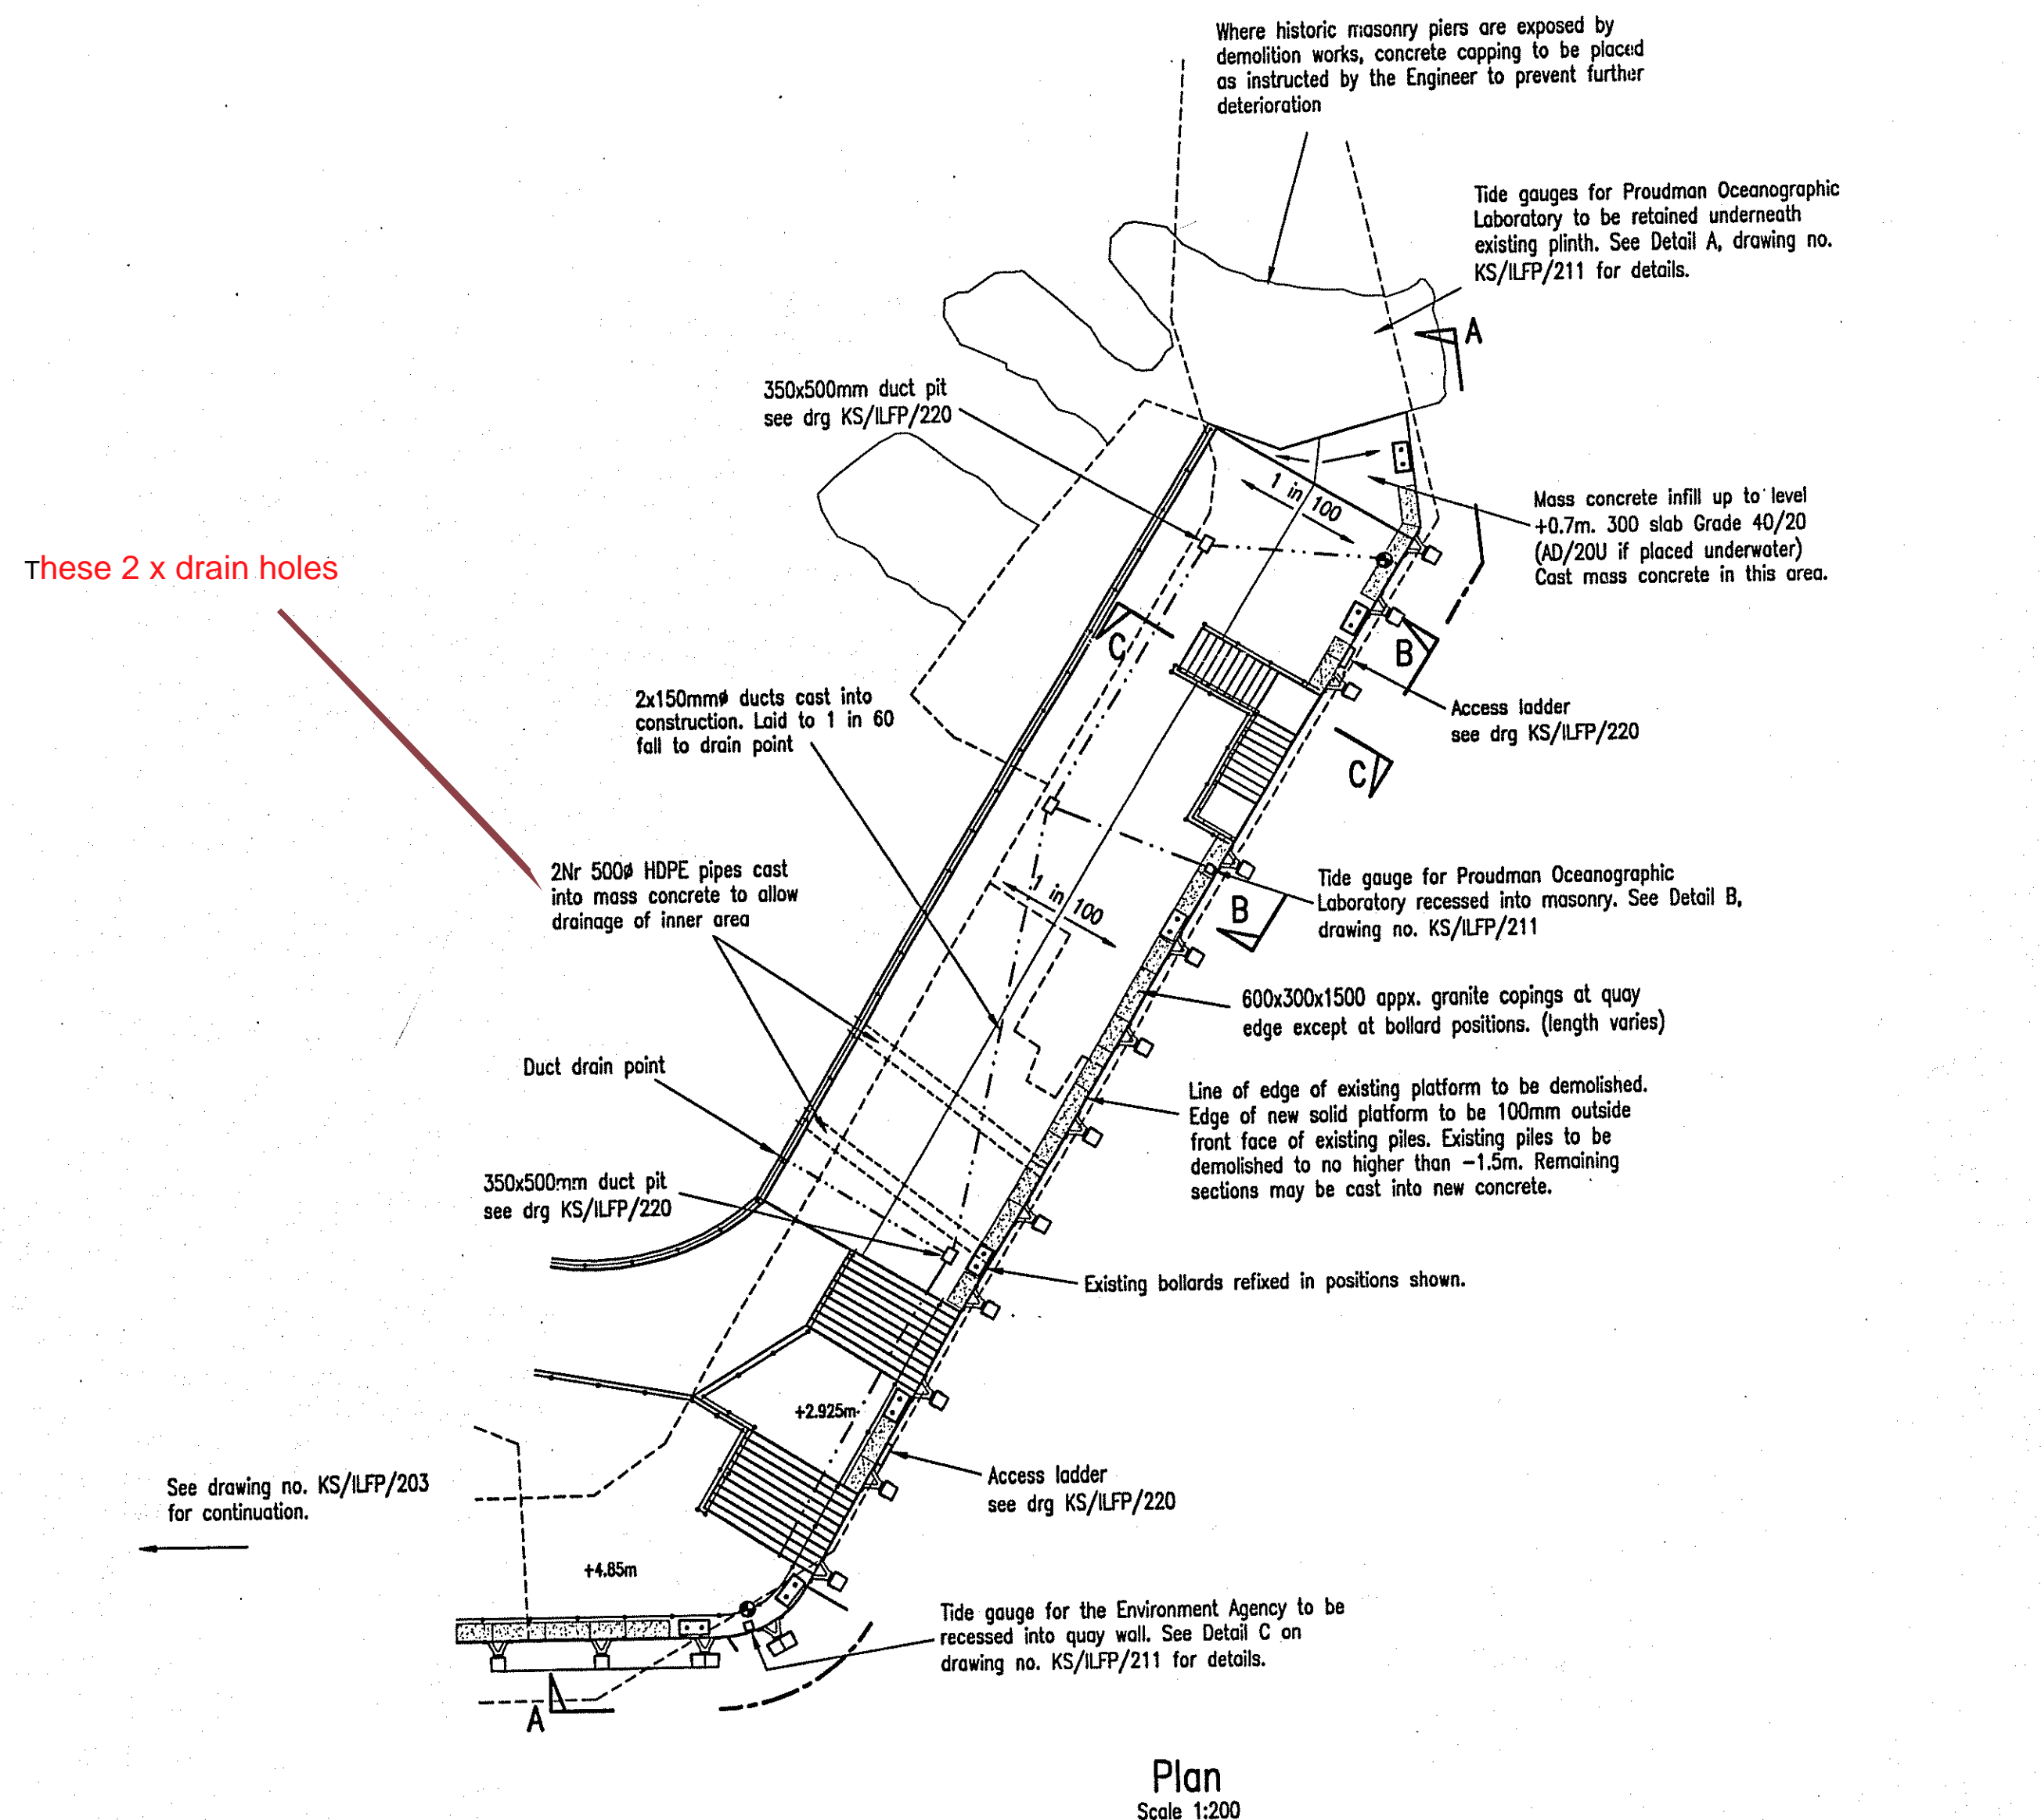 Where historic masonry piers are exposed by
demolition works, concrete capping to be placed
as instructed by the Engineer to prevent further
deterioration
Tide gauges for Proudman Oceanographic
Laboratory to be retained underneath
existing plinth. See Detail A, drawing no.
KS/ILFP/211 for details.
A
350x500mm duct pit
see drg KS/ILFP/220
1 in 100
Mass concrete infill up to level
+0.7m. 300 slab Grade 40/20
(AD/20U if placed underwater)
Cast mass concrete in this area.
These 2 x drain holes
C
B
2x150mmø ducts cast into
construction. Laid to 1 in 60
fall to drain point
Access ladder
see drg KS/ILFP/220
C
2Nr 500ø HDPE pipes cast
into mass concrete to allow
drainage of inner area
1 in 100
B
Tide gauge for Proudman Oceanographic
Laboratory recessed into masonry. See Detail B,
drawing no. KS/ILFP/211
600x300x1500 appx. granite copings at quay
edge except at bollard positions. (length varies)
Duct drain point
Line of edge of existing platform to be demolished.
Edge of new solid platform to be 100mm outside
front face of existing piles. Existing piles to be
demolished to no higher than -1.5m. Remaining
sections may be cast into new concrete.
350x500mm duct pit
see drg KS/ILFP/220
Existing bollards refixed in positions shown.
+2.925m
See drawing no. KS/ILFP/203
for continuation.
Access ladder
see drg KS/ILFP/220
+4.85m
Tide gauge for the Environment Agency to be
recessed into quay wall. See Detail C on
drawing no. KS/ILFP/211 for details.
A
Plan
Scale 1:200